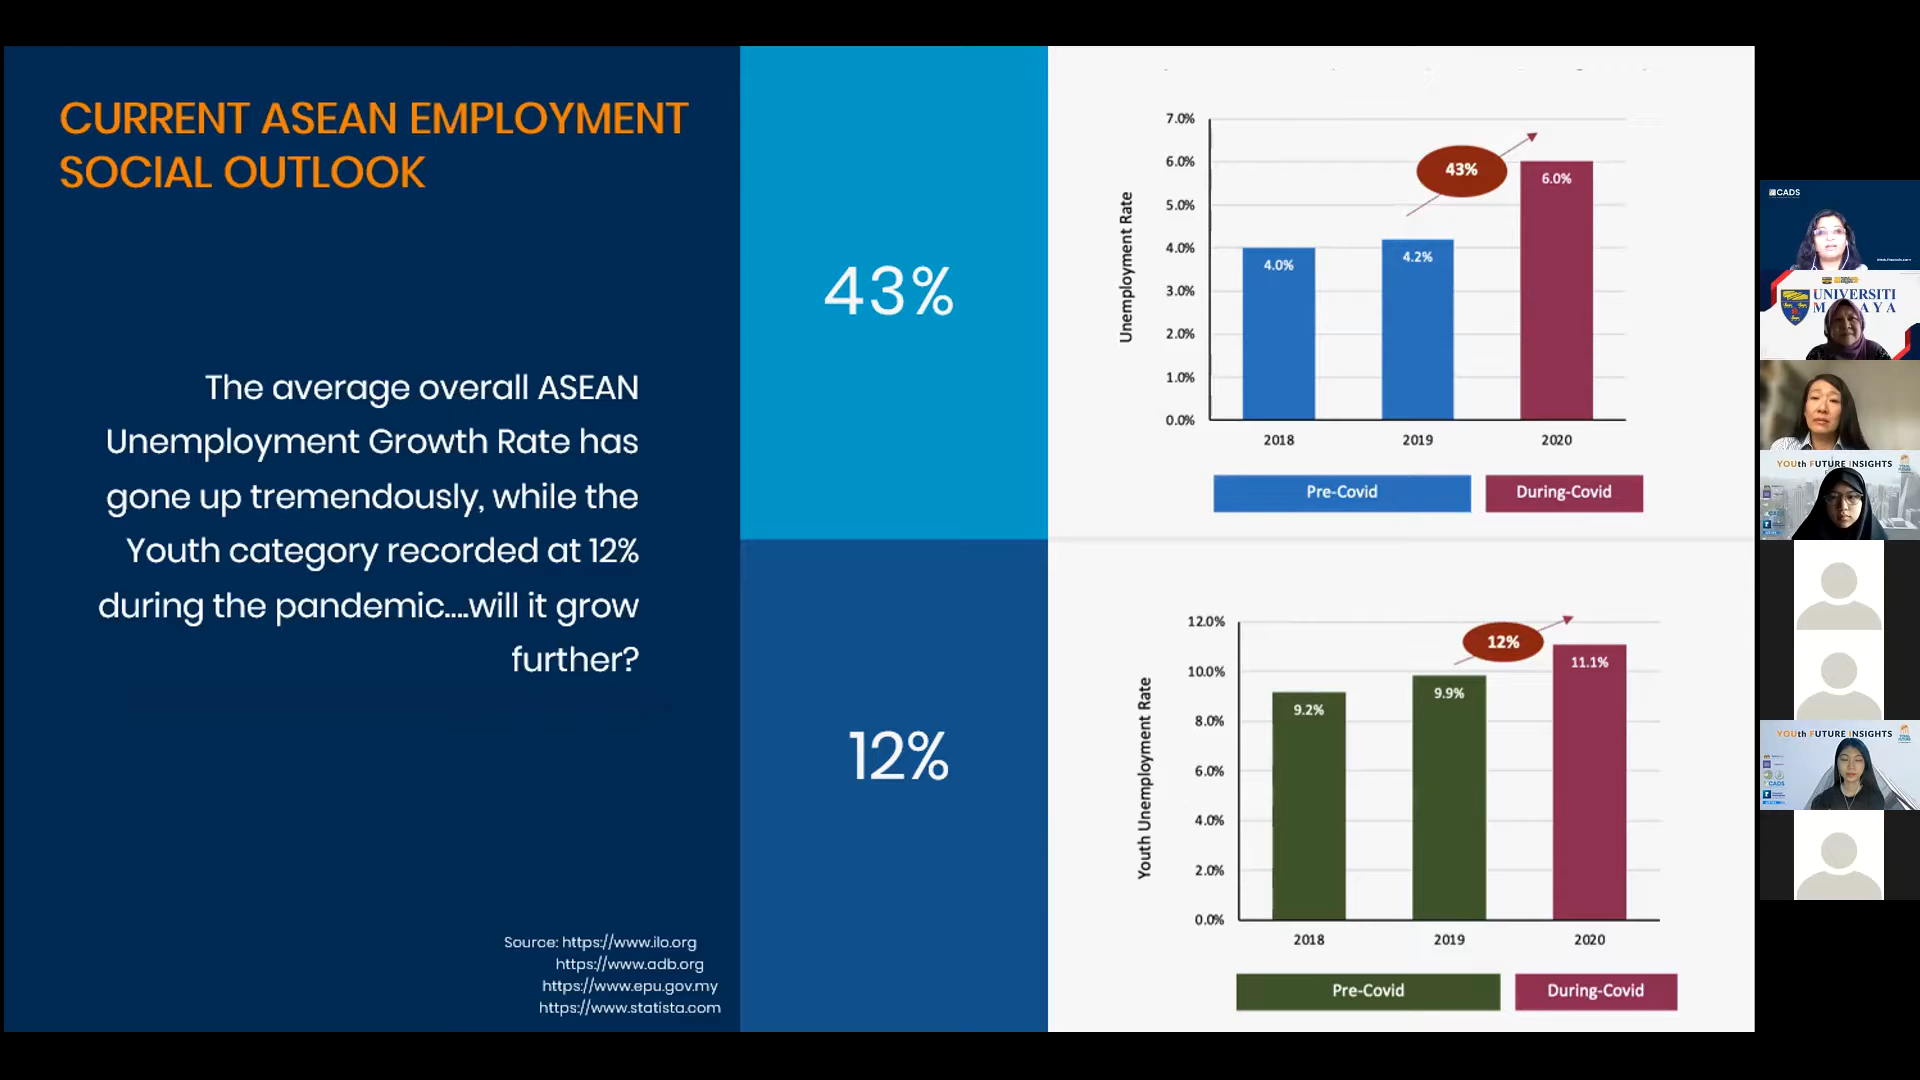 CURRENT ASEAN EMPLOYMENT
SOCIAL OUTLOOK
The average overall ASEAN
Unemployment Growth Rate has
gone up tremendously, while the
Youth category recorded at 12%
during the pandemic....will it grow
further?
Source: https://www.ilo.org
https://www.adb.org
https://www.epu.gov.my
https://www.statista.com
43%
12%
Unemployment Rate
7.0%
6.0%
5.0%
4.0%
3.0%
2.0%
1.0%
0.0%
43%
4.0%
4.2%
6.0%
2018
2019
2020
Pre-Covid
During-Covid
Youth Unemployment Rate
12.0%
10.0%
8.0%
6.0%
4.0%
2.0%
0.0%
12%
9.2%
9.9%
11.1%
2018
2019
2020
Pre-Covid
During-Covid
CADS
UNIVERSITI
YOUth FUTURE INSIGHTS
YOUth FUTURE INSIGHTS
CADS